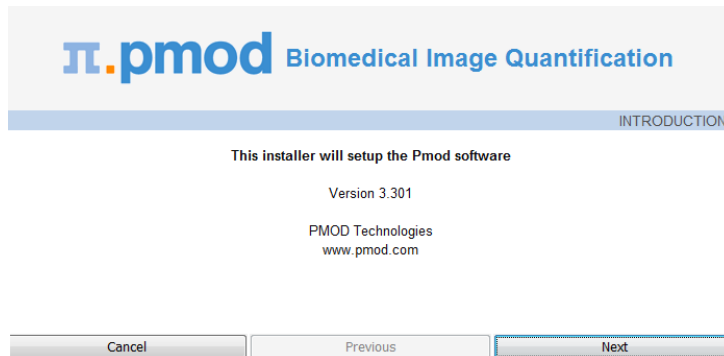 π.pmod Biomedical Image Quantification
INTRODUCTION
This installer will setup the Pmod software
Version 3.301
PMOD Technologies
www.pmod.com
Cancel Previous Next